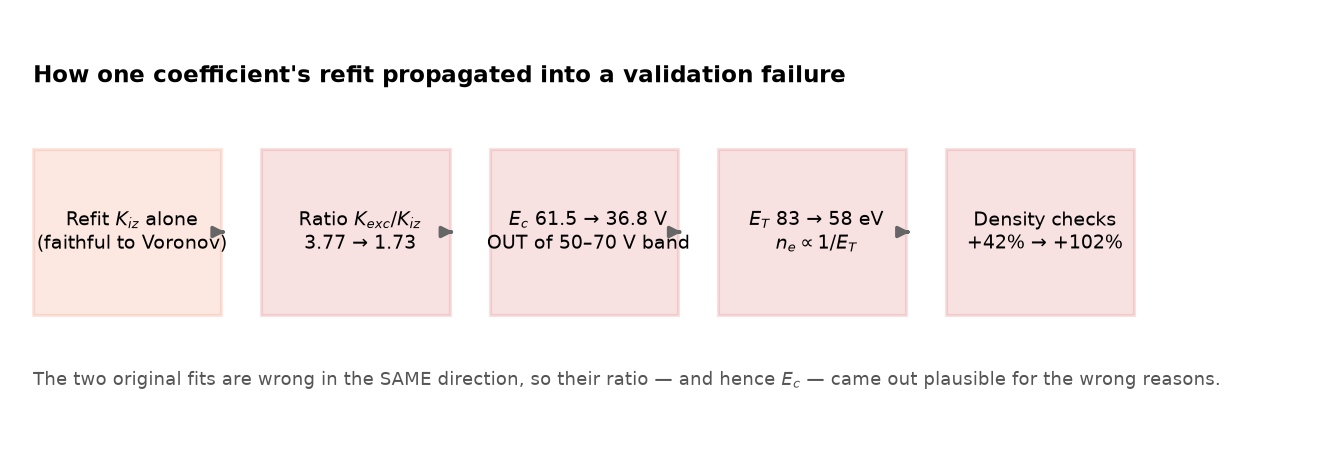 How one coefficient's refit propagated into a validation failure
Refit K_iz alone
(faithful to Voronov)
Ratio K_exc/K_iz
3.77 → 1.73
E_c 61.5 → 36.8 V
OUT of 50–70 V band
E_T 83 → 58 eV
n_e ∝ 1/E_T
Density checks
+42% → +102%
The two original fits are wrong in the SAME direction, so their ratio — and hence E_c — came out plausible for the wrong reasons.